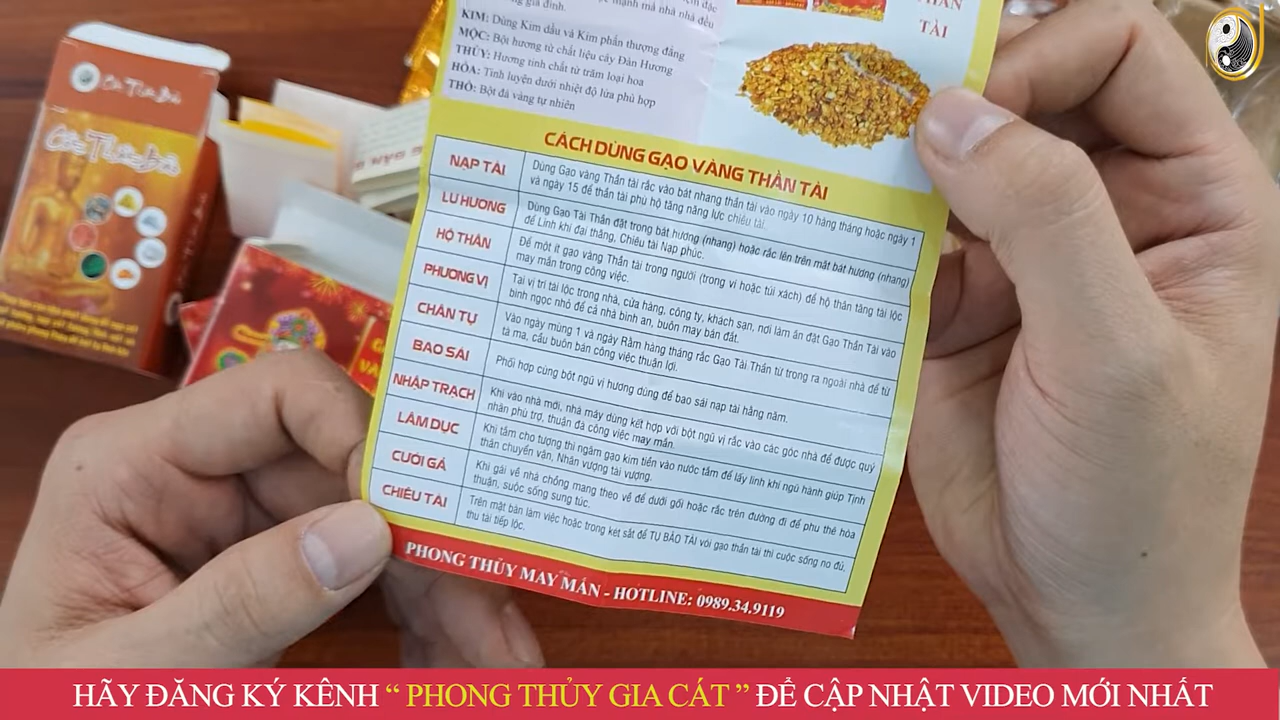 THẦN
TÀI
mạnh mà nhà nhà đều
gia đình.
KIM: Dùng Kim dầu và Kim phấn thượng đẳng
MỘC: Bột hương từ chất liệu cây Đàn Hương
THỦY: Hương tinh chất từ trăm loại hoa
HỎA: Tinh luyện dưới nhiệt độ lửa phù hợp
THỔ: Bột đá vàng tự nhiên
CÁCH DÙNG GẠO VÀNG THẦN TÀI
NẠP TÀI
Dùng Gạo vàng Thần tài rắc vào bát nhang thần tài vào ngày 10 hàng tháng hoặc ngày 1
và ngày 15 để thần tài phù hộ tăng năng lực chiêu tài.
LƯ HƯƠNG
Dùng Gạo Tài Thần đặt trong bát hương (nhang) hoặc rắc lên trên mặt bát hương (nhang)
để Linh khí đại thăng, Chiêu tài Nạp phúc.
HỘ THÂN
Để một ít gạo vàng Thần tài trong người (trong ví hoặc túi xách) để hộ thân tăng tài lộc
may mắn trong công việc.
PHƯƠNG VỊ
Tại vị trí tài lộc trong nhà, cửa hàng, công ty, khách sạn, nơi làm ăn đặt Gạo Thần Tài vào
bình ngọc nhỏ để cả nhà bình an, buôn may bán đắt.
CHÂN TỰ
Vào ngày mùng 1 và ngày Rằm hàng tháng rắc Gạo Tài Thần từ trong ra ngoài nhà để từ
tà ma, cầu buôn bán công việc thuận lợi.
BAO SÁI
Phối hợp cùng bột ngũ vị hương dùng để bao sái nạp tài hằng năm.
NHẬP TRẠCH
Khi vào nhà mới, nhà máy dùng kết hợp với bột ngũ vị rắc vào các góc nhà để được quý
nhân phù trợ, thuận đà công việc may mắn.
LÂM DỤC
Khi tắm cho tượng thì ngâm gạo kim tiền vào nước tắm để lấy linh khí ngũ hành giúp Tịnh
thân chuyển vận, Nhân vượng tài vượng.
CƯỚI GẢ
Khi gái về nhà chồng mang theo về để dưới gối hoặc rắc trên đường đi để phu thê hòa
thuận, suộc sống sung túc.
CHIÊU TÀI
Trên mặt bàn làm việc hoặc trong két sắt để TỤ BẢO TÀI với gạo thần tài thì cuộc sống no đủ,
thu tài tiếp lộc.
PHONG THỦY MAY MẮN - HOTLINE: 0989.34.9119
HÃY ĐĂNG KÝ KÊNH “ PHONG THỦY GIA CÁT ” ĐỂ CẬP NHẬT VIDEO MỚI NHẤT